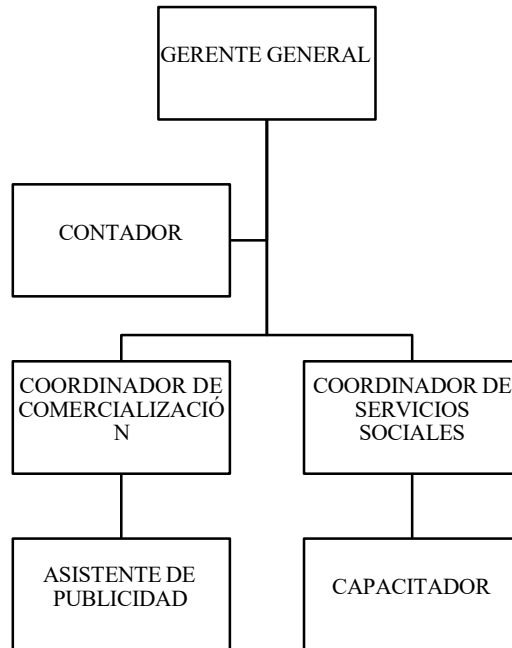 GERENTE GENERAL
CONTADOR
COORDINADOR DE
COMERCIALIZACIÓ
N
COORDINADOR DE
SERVICIOS
SOCIALES
ASISTENTE DE
PUBLICIDAD
CAPACITADOR